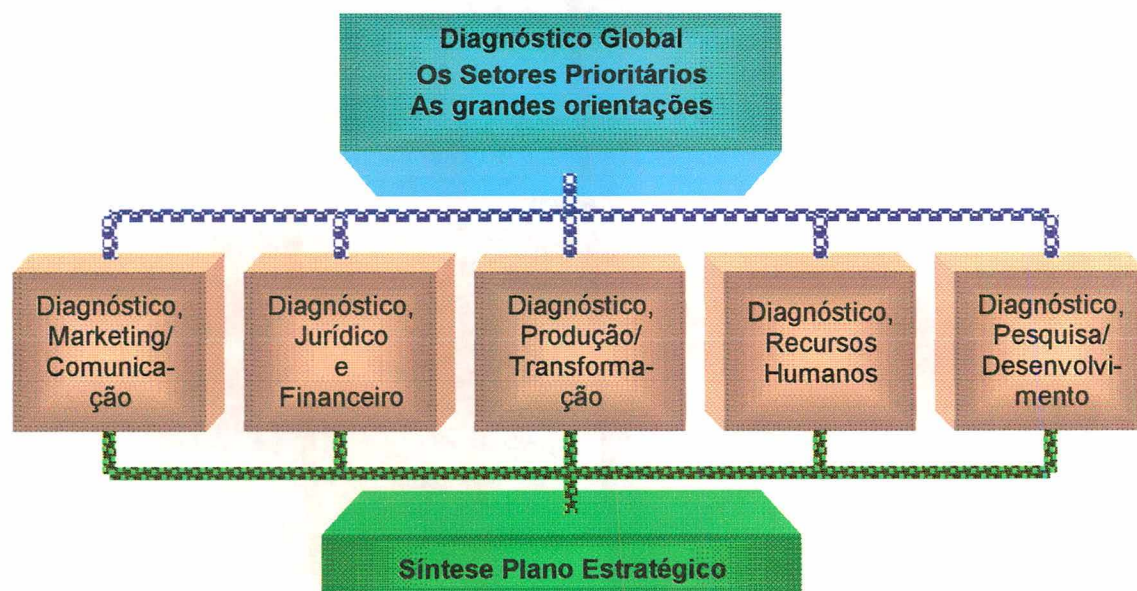 Diagnóstico Global
Os Setores Prioritários
As grandes orientações
Diagnóstico,
Marketing/
Comunica-
ção
Diagnóstico,
Jurídico
e
Financeiro
Diagnóstico,
Produção/
Transforma-
ção
Diagnóstico,
Recursos
Humanos
Diagnóstico,
Pesquisa/
Desenvolvi-
mento
Síntese Plano Estratégico